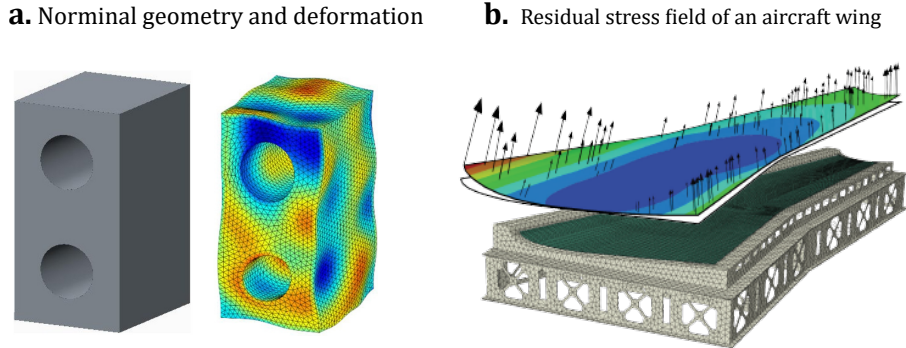 a. Norminal geometry and deformation
b. Residual stress field of an aircraft wing